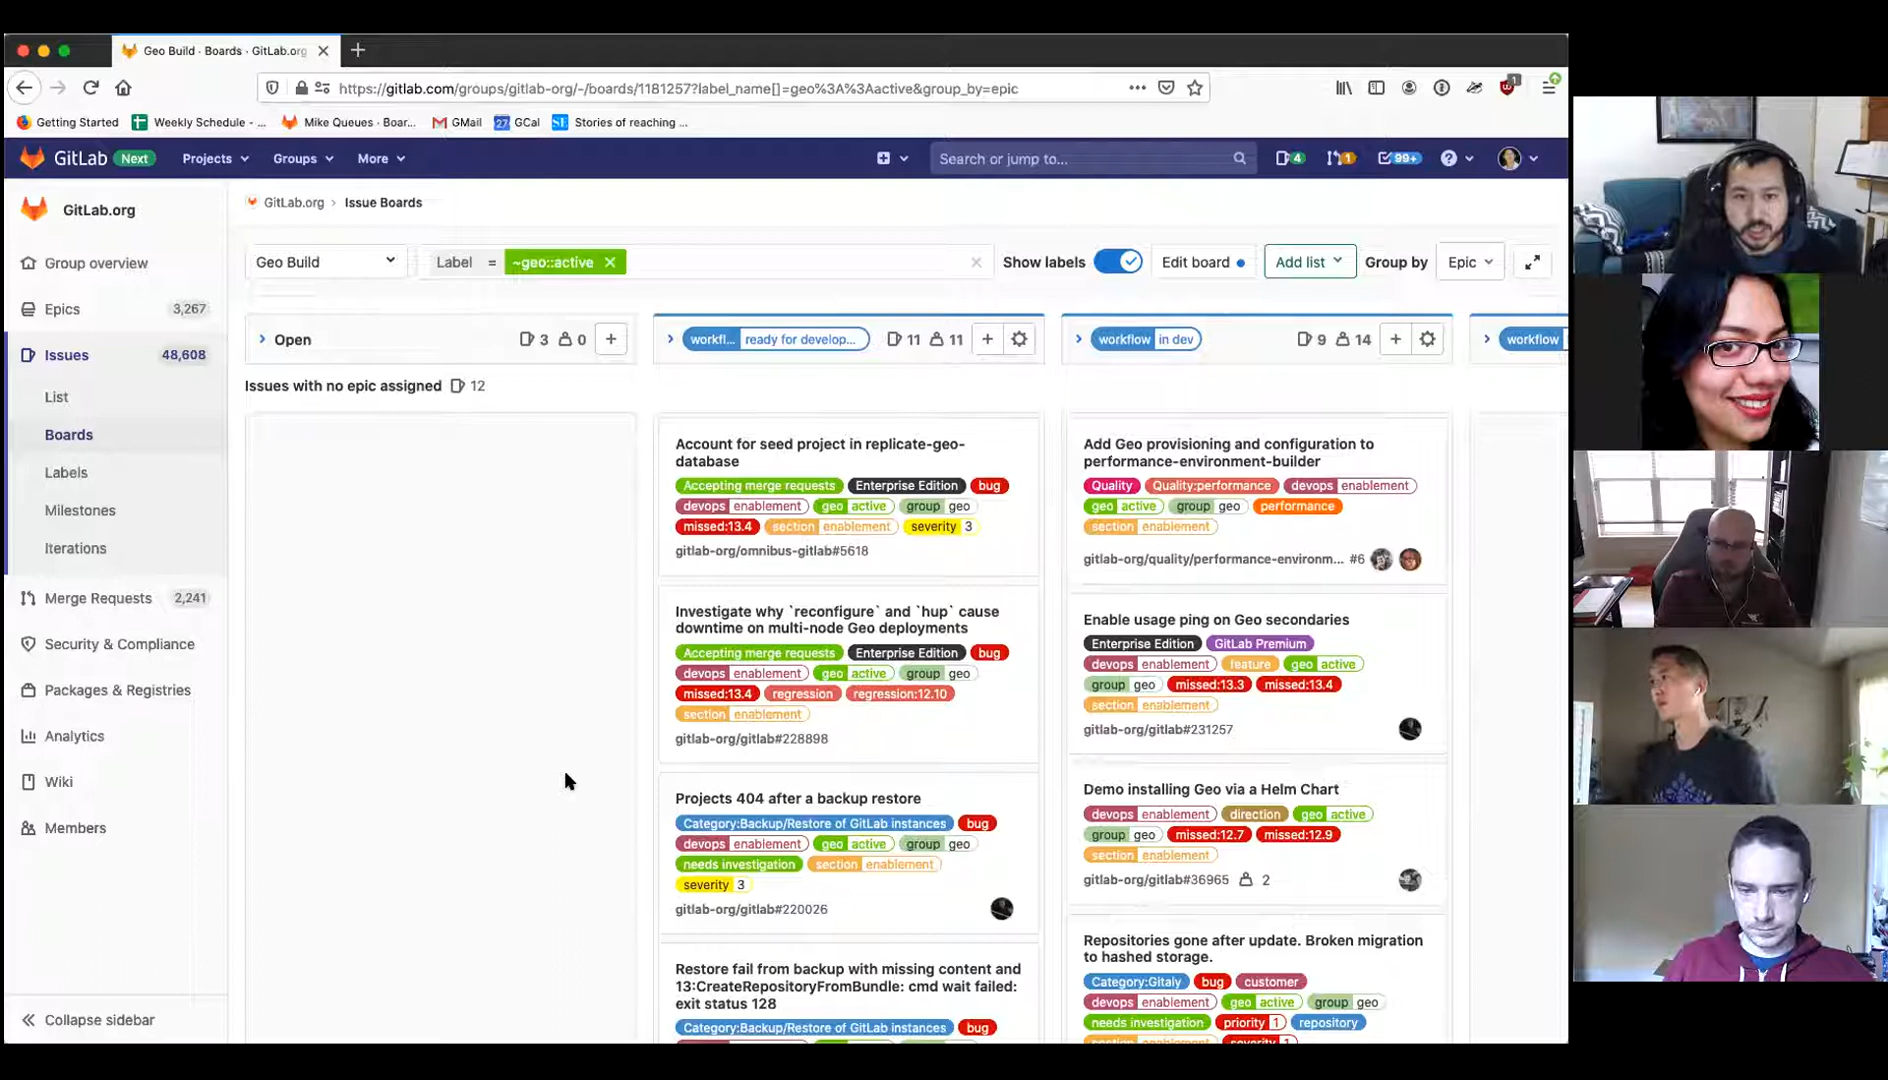 Geo Build · Boards · GitLab.org
https://gitlab.com/groups/gitlab-org/-/boards/1181257?label_name[]=geo%3A%3Aactive&group_by=epic
1
Getting Started
Weekly Schedule - ...
Mike Queues · Boar...
GMail
27
GCal
SE
Stories of reaching ...
GitLab
Next
Projects
Groups
More
Search or jump to...
4
1
99+
GitLab.org
Group overview
Epics 3,267
Issues 48,608
List
Boards
Labels
Milestones
Iterations
Merge Requests 2,241
Security & Compliance
Packages & Registries
Analytics
Wiki
Members
Collapse sidebar
GitLab.org › Issue Boards
Geo Build
Label = ~geo::active
Show labels
Edit board
Add list
Group by
Epic
Open 3 0
workfl... ready for develop... 11 11
workflow in dev 9 14
workflow
Issues with no epic assigned 12
Account for seed project in replicate-geo-
database
Accepting merge requests Enterprise Edition bug
devops enablement geo active group geo
missed:13.4 section enablement severity 3
gitlab-org/omnibus-gitlab#5618
Investigate why `reconfigure` and `hup` cause
downtime on multi-node Geo deployments
Accepting merge requests Enterprise Edition bug
devops enablement geo active group geo
missed:13.4 regression regression:12.10
section enablement
gitlab-org/gitlab#228898
Projects 404 after a backup restore
Category:Backup/Restore of GitLab instances bug
devops enablement geo active group geo
needs investigation section enablement
severity 3
gitlab-org/gitlab#220026
Restore fail from backup with missing content and
13:CreateRepositoryFromBundle: cmd wait failed:
exit status 128
Category:Backup/Restore of GitLab instances bug
Add Geo provisioning and configuration to
performance-environment-builder
Quality Quality:performance devops enablement
geo active group geo performance
section enablement
gitlab-org/quality/performance-environm... #6
Enable usage ping on Geo secondaries
Enterprise Edition GitLab Premium
devops enablement feature geo active
group geo missed:13.3 missed:13.4
section enablement
gitlab-org/gitlab#231257
Demo installing Geo via a Helm Chart
devops enablement direction geo active
group geo missed:12.7 missed:12.9
section enablement
gitlab-org/gitlab#36965 2
Repositories gone after update. Broken migration
to hashed storage.
Category:Gitaly bug customer
devops enablement geo active group geo
needs investigation priority 1 repository
section enablement severity 1